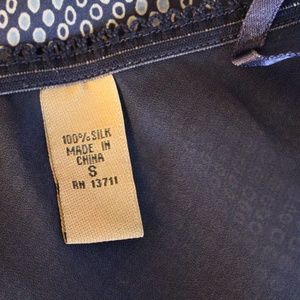 100% SILK
MADE IN
CHINA
S
RN 13711